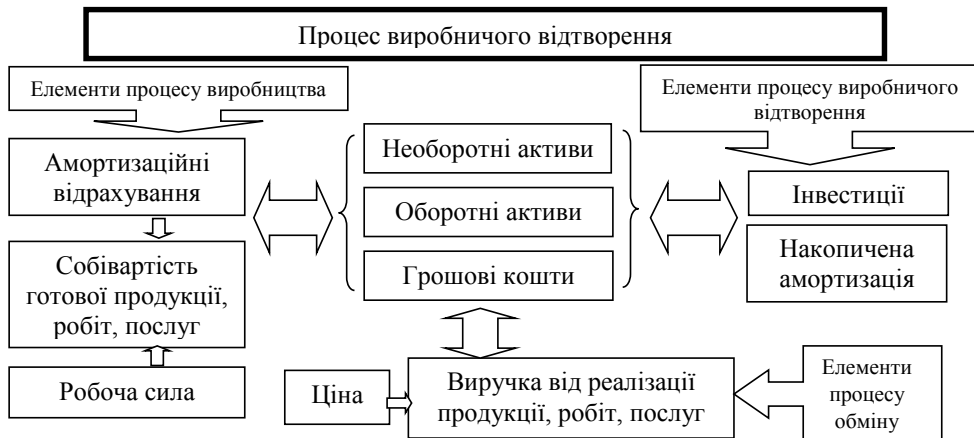 Процес виробничого відтворення
Елементи процесу виробництва
Елементи процесу виробничого
відтворення
Амортизаційні
відрахування
Собівартість
готової продукції,
робіт, послуг
Робоча сила
Необоротні активи
Оборотні активи
Грошові кошти
Інвестиції
Накопичена
амортизація
Ціна
Виручка від реалізації
продукції, робіт, послуг
Елементи
процесу
обміну